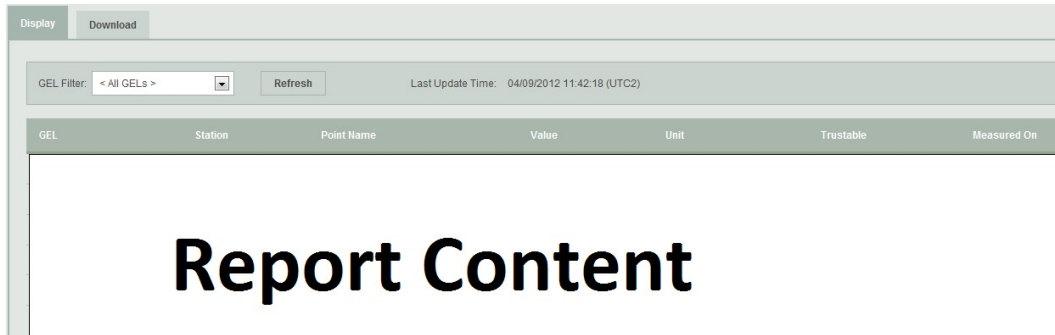 Display Download
GEL Filter: < All GELs > Refresh Last Update Time: 04/09/2012 11:42:18 (UTC2)
GEL Station Point Name Value Unit Trustable Measured On
Report Content